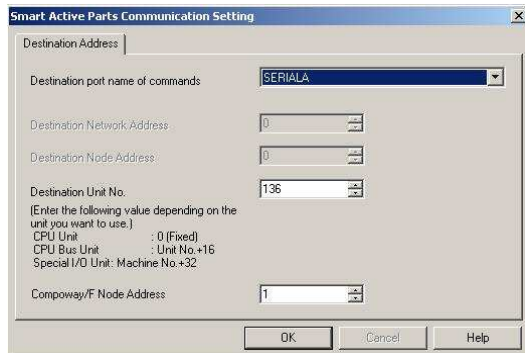 Smart Active Parts Communication Setting
Destination Address
Destination port name of commands
SERIALA
Destination Network Address
0
Destination Node Address
0
Destination Unit No.
136
(Enter the following value depending on the
unit you want to use.)
CPU Unit : 0 (Fixed)
CPU Bus Unit : Unit No.+16
Special I/O Unit: Machine No.+32
Compoway/F Node Address
1
OK
Cancel
Help